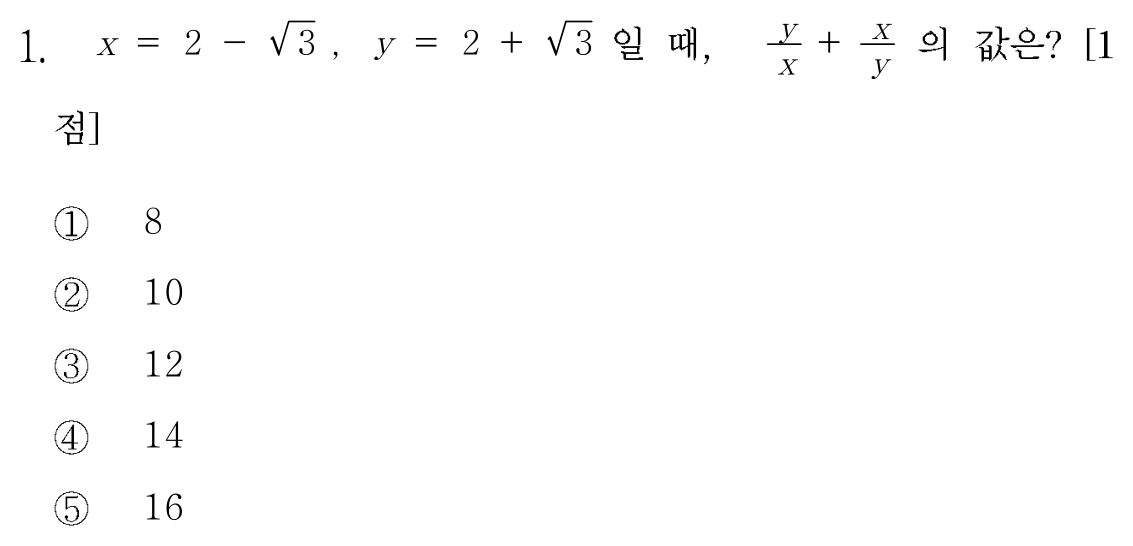 1. x = 2 - √3, y = 2 + √3 일 때, y/x + x/y 의 값은? [1
점]
① 8
② 10
③ 12
④ 14
⑤ 16